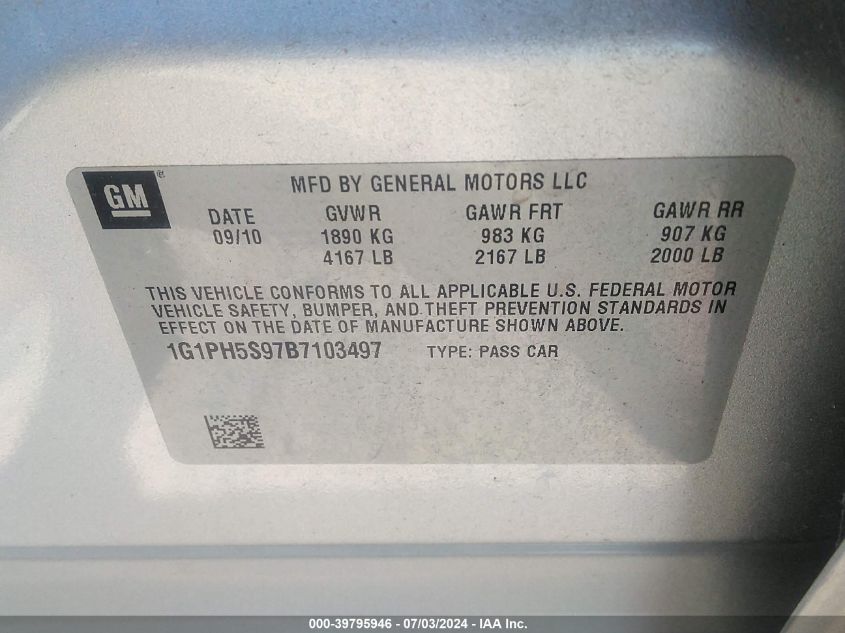 GM
MFD BY GENERAL MOTORS LLC
DATE GVWR GAWR FRT GAWR RR
09/10 1890 KG 983 KG 907 KG
4167 LB 2167 LB 2000 LB
THIS VEHICLE CONFORMS TO ALL APPLICABLE U.S. FEDERAL MOTOR
VEHICLE SAFETY, BUMPER, AND THEFT PREVENTION STANDARDS IN
EFFECT ON THE DATE OF MANUFACTURE SHOWN ABOVE.
1G1PH5S97B7103497 TYPE: PASS CAR
000-39795946 - 07/03/2024 - IAA Inc.